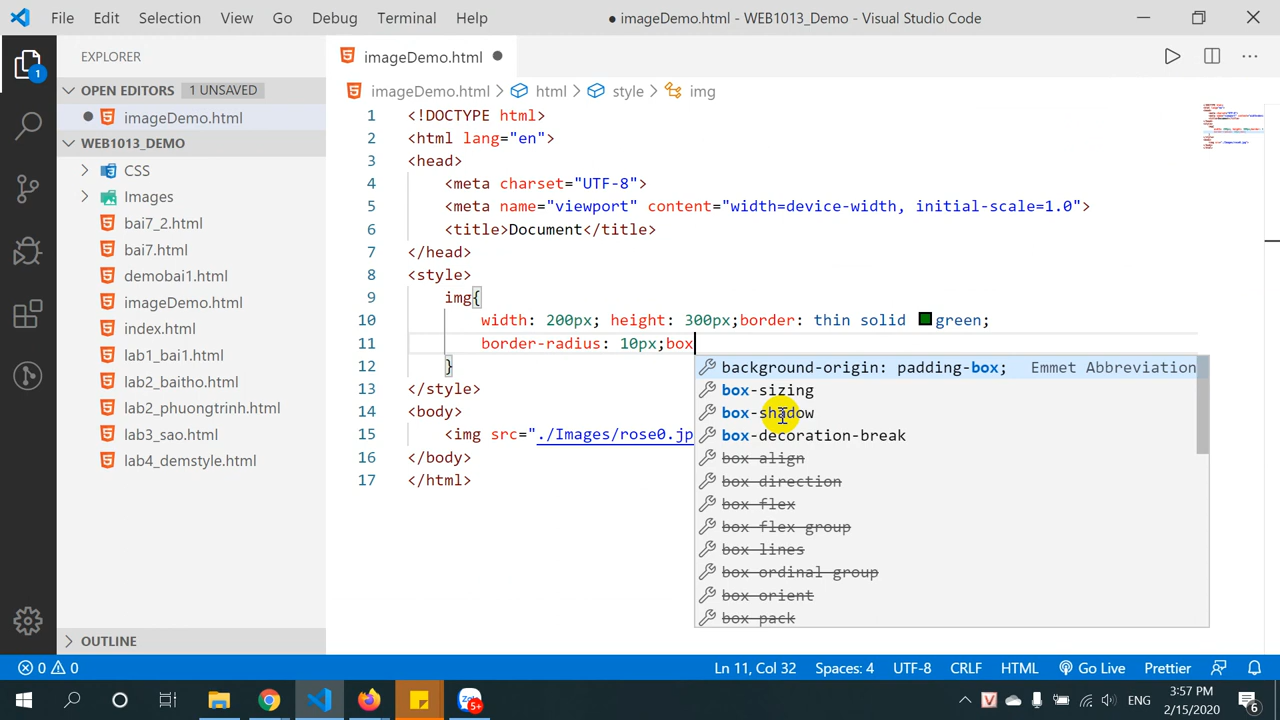 File Edit Selection View Go Debug Terminal Help ● imageDemo.html - WEB1013_Demo - Visual Studio Code
EXPLORER
OPEN EDITORS 1 UNSAVED
imageDemo.html
WEB1013_DEMO
CSS
Images
bai7_2.html
bai7.html
demobai1.html
imageDemo.html
index.html
lab1_bai1.html
lab2_baitho.html
lab2_phuongtrinh.html
lab3_sao.html
lab4_demstyle.html
OUTLINE
1
imageDemo.html
imageDemo.html > html > style > img
1 <!DOCTYPE html>
2 <html lang="en">
3 <head>
4 <meta charset="UTF-8">
5 <meta name="viewport" content="width=device-width, initial-scale=1.0">
6 <title>Document</title>
7 </head>
8 <style>
9 img{
10 width: 200px; height: 300px;border: thin solid green;
11 border-radius: 10px;box
12 }
13 </style>
14 <body>
15 <img src="./Images/rose0.jp
16 </body>
17 </html>
background-origin: padding-box; Emmet Abbreviation
box-sizing
box-shadow
box-decoration-break
box-align
box-direction
box-flex
box-flex-group
box-lines
box-ordinal-group
box-orient
box-pack
0 0 Ln 11, Col 32 Spaces: 4 UTF-8 CRLF HTML Go Live Prettier
5+
ENG
3:57 PM
2/15/2020
6